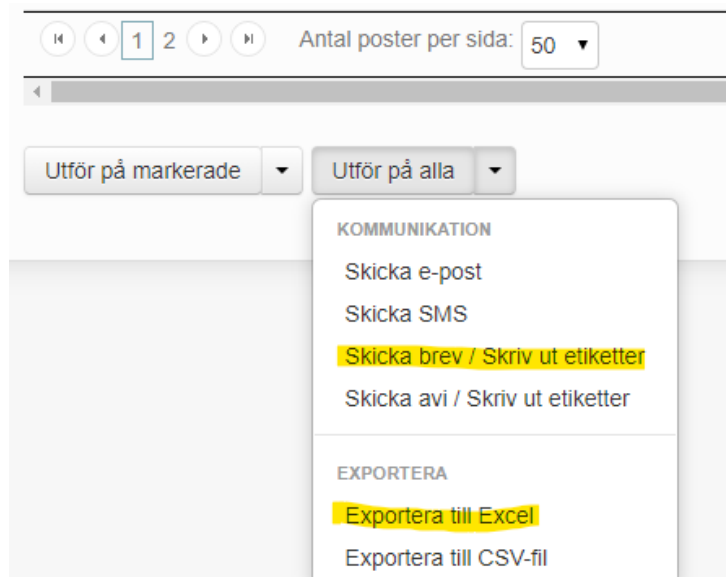 1 2 Antal poster per sida: 50
Utför på markerade Utför på alla
KOMMUNIKATION
Skicka e-post
Skicka SMS
Skicka brev / Skriv ut etiketter
Skicka avi / Skriv ut etiketter
EXPORTERA
Exportera till Excel
Exportera till CSV-fil